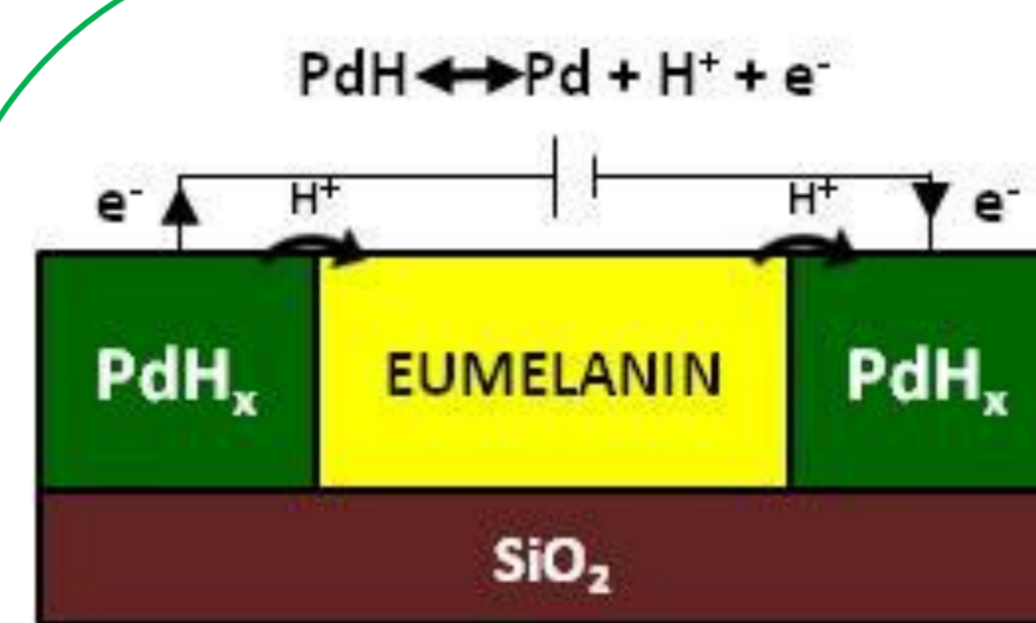 PdH↔Pd + H⁺ + e⁻
e⁻ H⁺ H⁺ e⁻
PdHₓ EUMELANIN PdHₓ
SiO₂